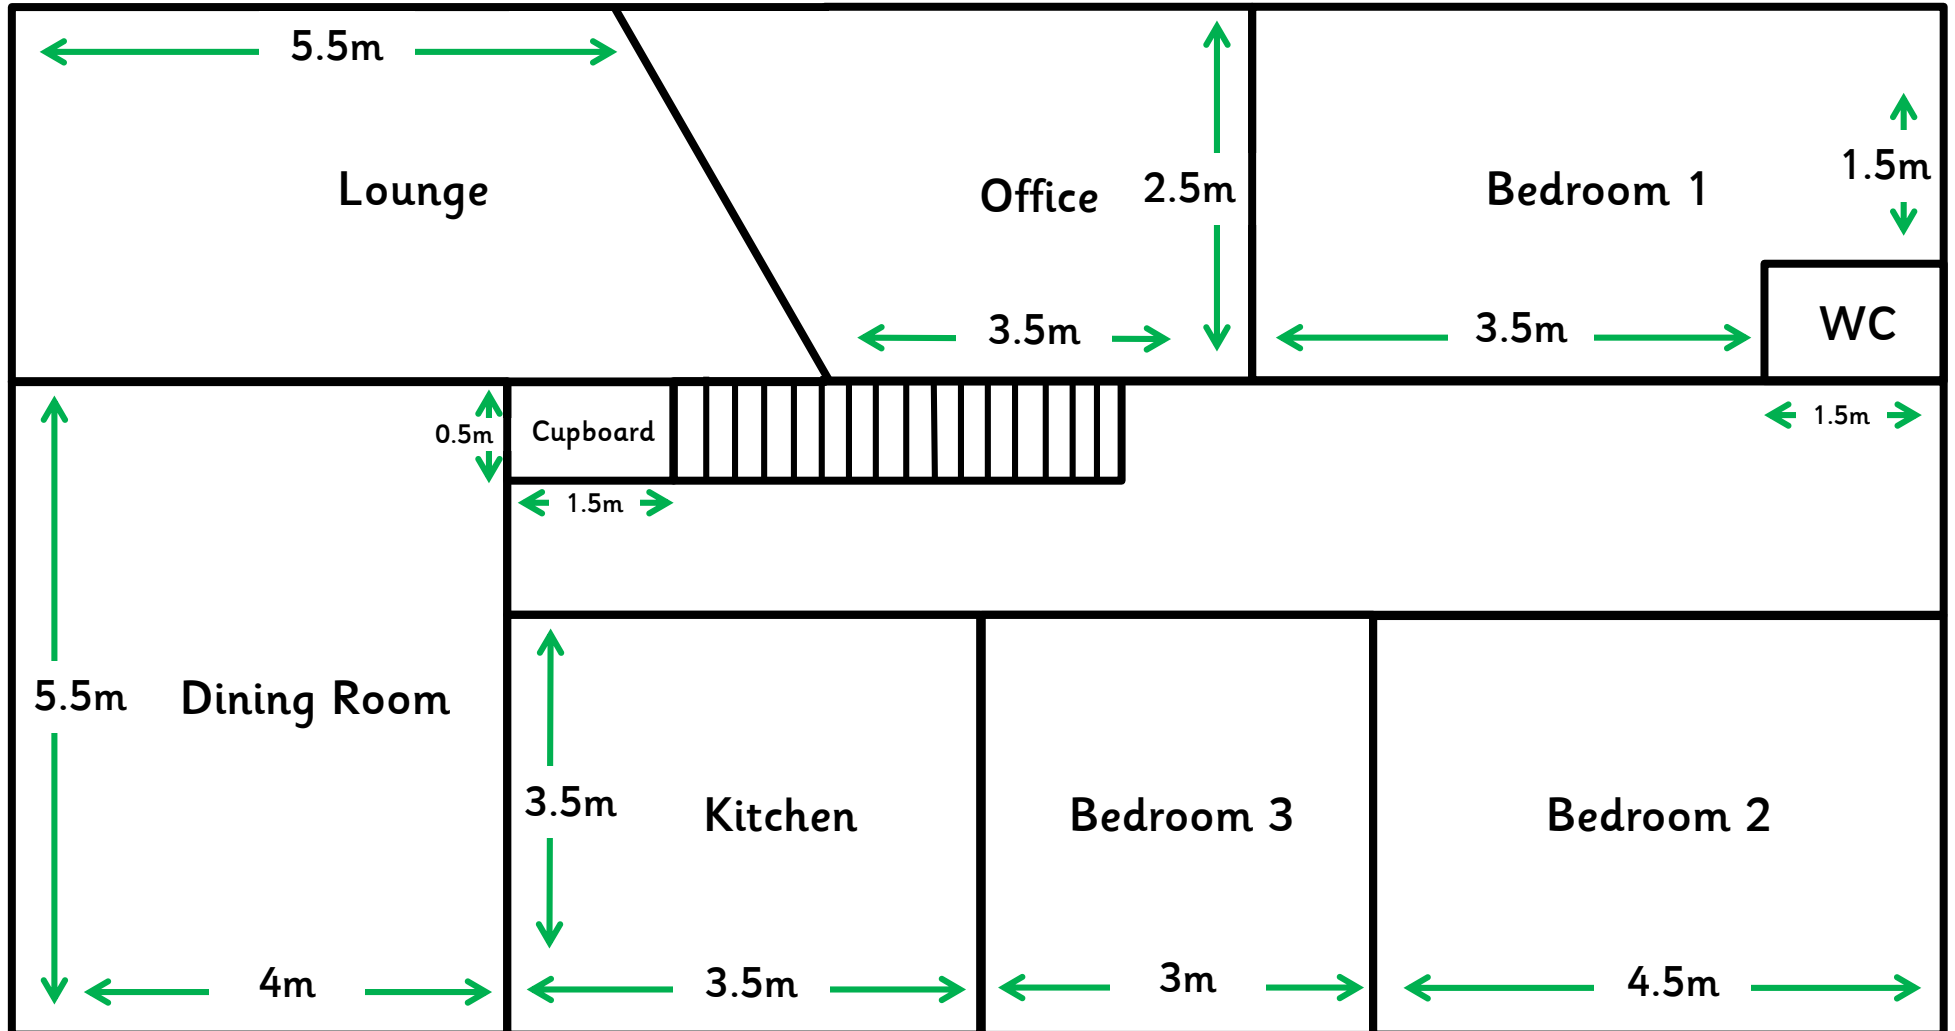 5.5m
Lounge
Office
2.5m
3.5m
Bedroom 1
1.5m
3.5m
WC
1.5m
0.5m
Cupboard
1.5m
5.5m
Dining Room
4m
3.5m
Kitchen
3.5m
Bedroom 3
3m
Bedroom 2
4.5m